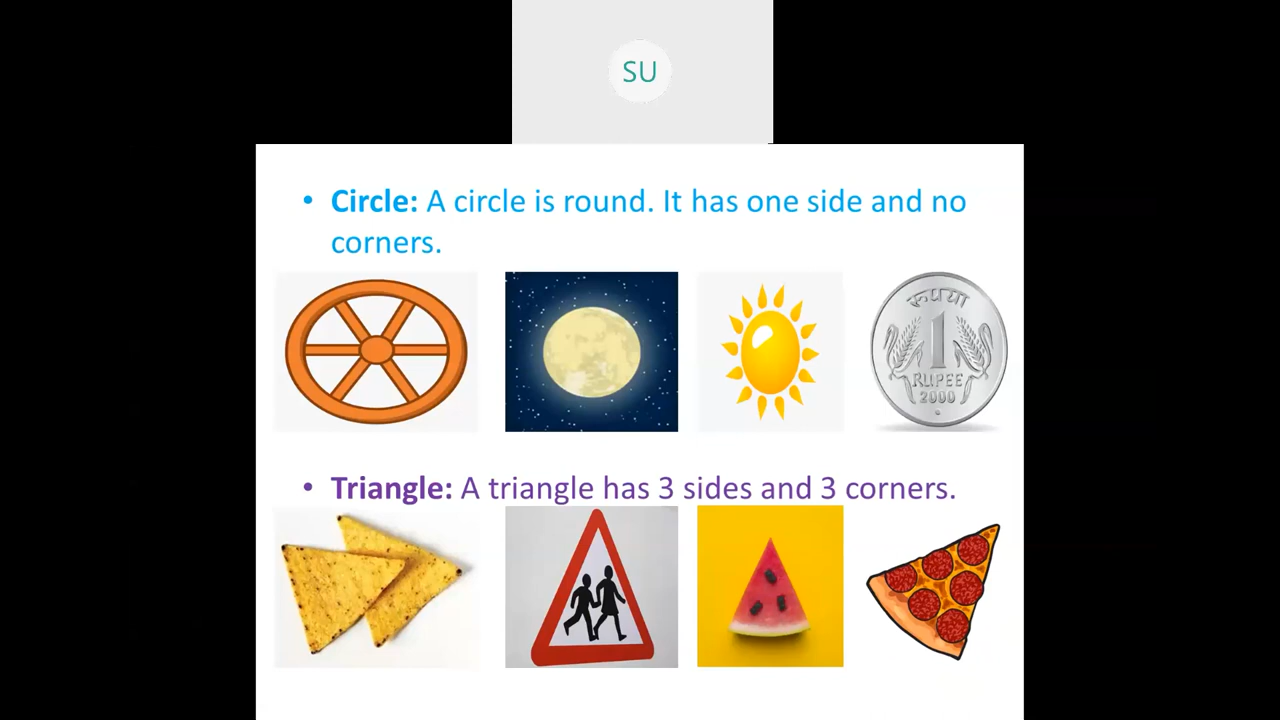 SU
• Circle: A circle is round. It has one side and no
corners.
रूपया
1
RUPEE
2000
• Triangle: A triangle has 3 sides and 3 corners.